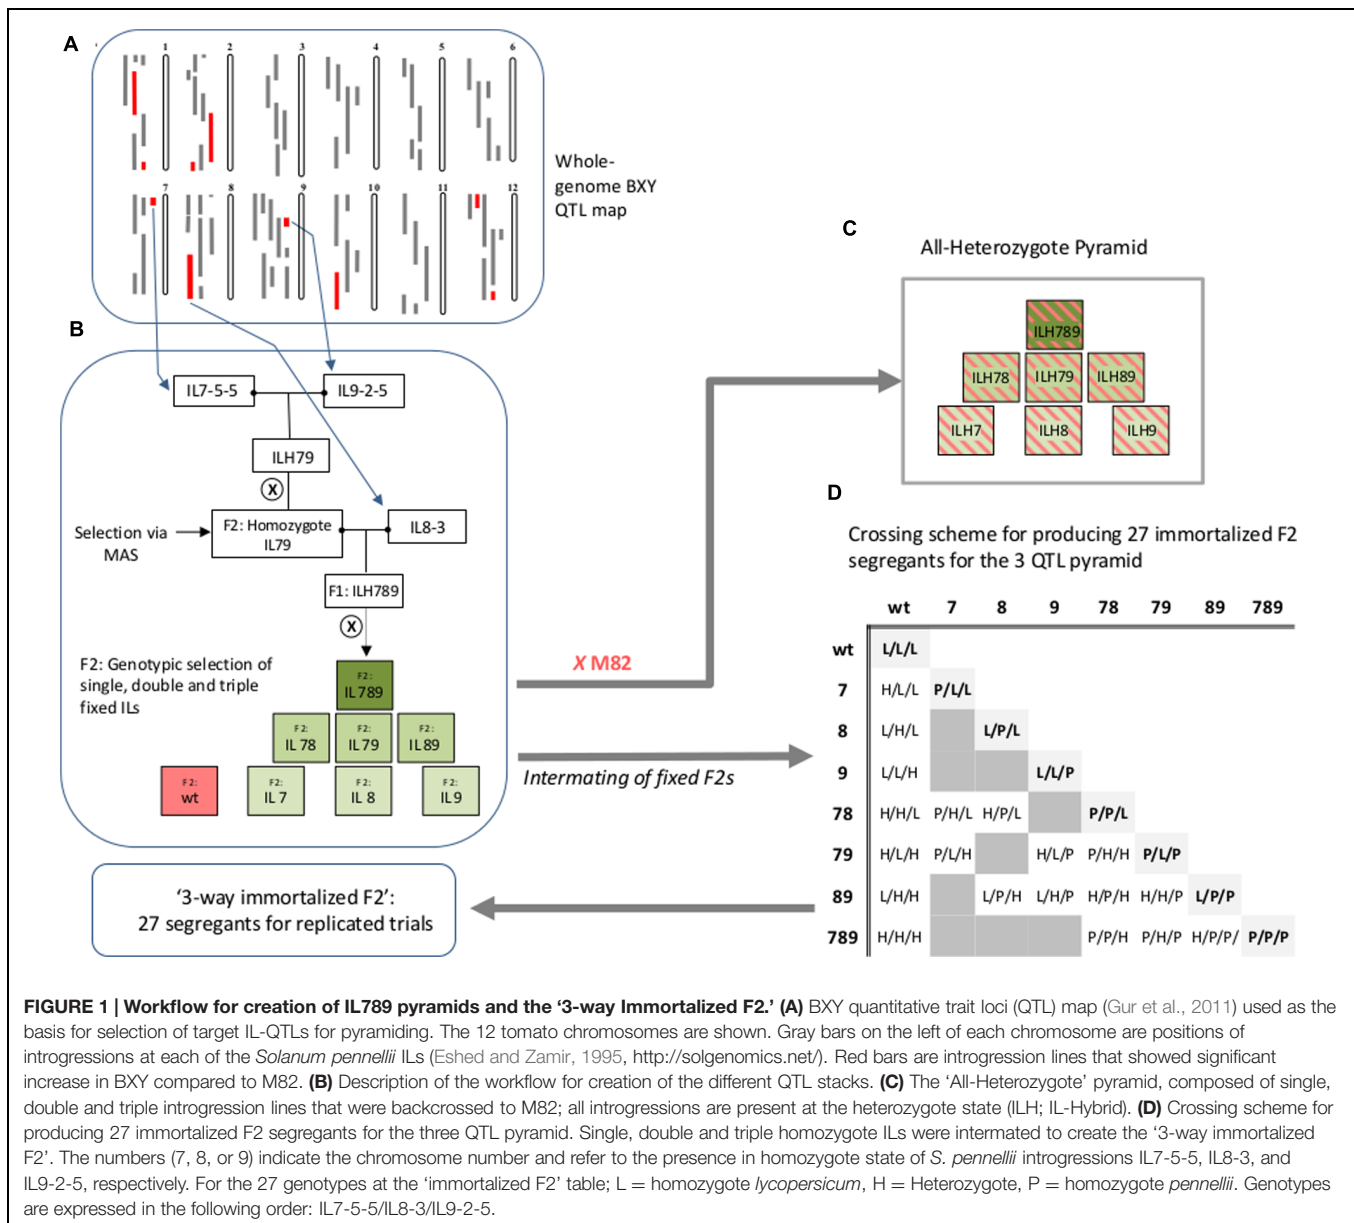 (A)
1 2 3 4 5 6
7 8 9 10 11 12
Whole-
genome BXY
QTL map
(B)
IL7-5-5
IL9-2-5
ILH79
X
Selection via
MAS
F2: Homozygote
IL79
IL8-3
F1: ILH789
X
F2: Genotypic selection of
single, double and triple
fixed ILs
F2:
IL789
F2:
IL 78
F2:
IL79
F2:
IL89
F2:
wt
F2:
IL 7
F2:
IL 8
F2:
IL 9
X M82
Intermating of fixed F2s
'3-way immortalized F2':
27 segregants for replicated trials
C
All-Heterozygote Pyramid
ILH789
ILH78 ILH79 ILH89
ILH7 ILH8 ILH9
D
Crossing scheme for producing 27 immortalized F2
segregants for the 3 QTL pyramid
wt 7 8 9 78 79 89 789
wt L/L/L
7 H/L/L P/L/L
8 L/H/L L/P/L
9 L/L/H L/L/P
78 H/H/L P/H/L H/P/L P/P/L
79 H/L/H P/L/H H/L/P P/H/H P/L/P
89 L/H/H L/P/H L/H/P H/P/H H/H/P L/P/P
789 H/H/H P/P/H P/H/P H/P/P/ P/P/P
FIGURE 1 | Workflow for creation of IL789 pyramids and the '3-way Immortalized F2.' (A) BXY quantitative trait loci (QTL) map (Gur et al., 2011) used as the
basis for selection of target IL-QTLs for pyramiding. The 12 tomato chromosomes are shown. Gray bars on the left of each chromosome are positions of
introgressions at each of the Solanum pennellii ILs (Eshed and Zamir, 1995, http://solgenomics.net/). Red bars are introgression lines that showed significant
increase in BXY compared to M82. (B) Description of the workflow for creation of the different QTL stacks. (C) The 'All-Heterozygote' pyramid, composed of single,
double and triple introgression lines that were backcrossed to M82; all introgressions are present at the heterozygote state (ILH; IL-Hybrid). (D) Crossing scheme for
producing 27 immortalized F2 segregants for the three QTL pyramid. Single, double and triple homozygote ILs were intermated to create the '3-way immortalized
F2'. The numbers (7, 8, or 9) indicate the chromosome number and refer to the presence in homozygote state of S. pennellii introgressions IL7-5-5, IL8-3, and
IL9-2-5, respectively. For the 27 genotypes at the 'immortalized F2' table; L = homozygote lycopersicum, H = Heterozygote, P = homozygote pennellii. Genotypes
are expressed in the following order: IL7-5-5/IL8-3/IL9-2-5.